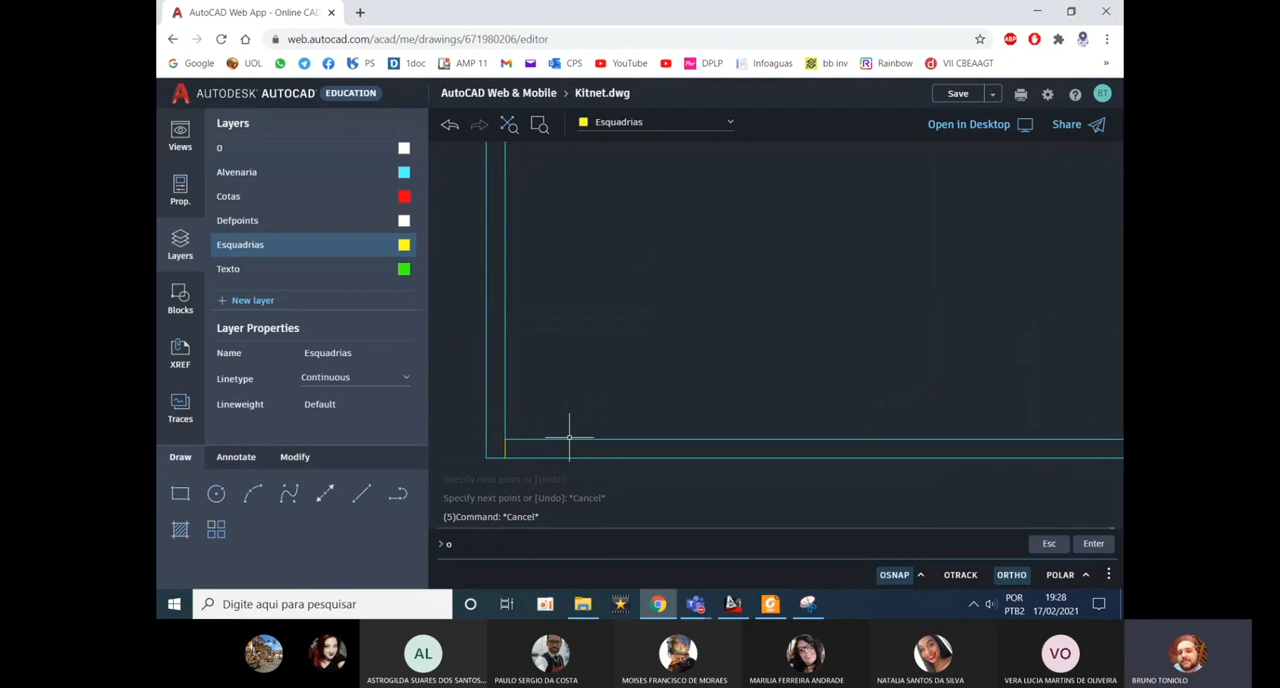 AutoCAD Web App - Online CAD
web.autocad.com/acad/me/drawings/671980206/editor
Google UOL PS 1doc AMP 11 CPS YouTube DPLP Infoaguas bb inv Rainbow VII CBEAAGT »
AUTODESK® AUTOCAD EDUCATION AutoCAD Web & Mobile > Kitnet.dwg Save BT
Layers
Esquadrias
Open in Desktop Share
Views
0
Alvenaria
Prop.
Cotas
Defpoints
Layers
Esquadrias
Texto
Blocks
+ New layer
Layer Properties
XREF
Name Esquadrias
Linetype Continuous
Lineweight Default
Traces
Draw Annotate Modify
Specify next point or [Undo]:
Specify next point or [Undo]: *Cancel*
(5)Command: *Cancel*
> o Esc Enter
OSNAP OTRACK ORTHO POLAR
Digite aqui para pesquisar
POR
PTB2
19:28
17/02/2021
AL
VO
ASTROGILDA SUARES DOS SANTOS...
PAULO SERGIO DA COSTA
MOISES FRANCISCO DE MORAES
MARILIA FERREIRA ANDRADE
NATALIA SANTOS DA SILVA
VERA LUCIA MARTINS DE OLIVEIRA
BRUNO TONIOLO